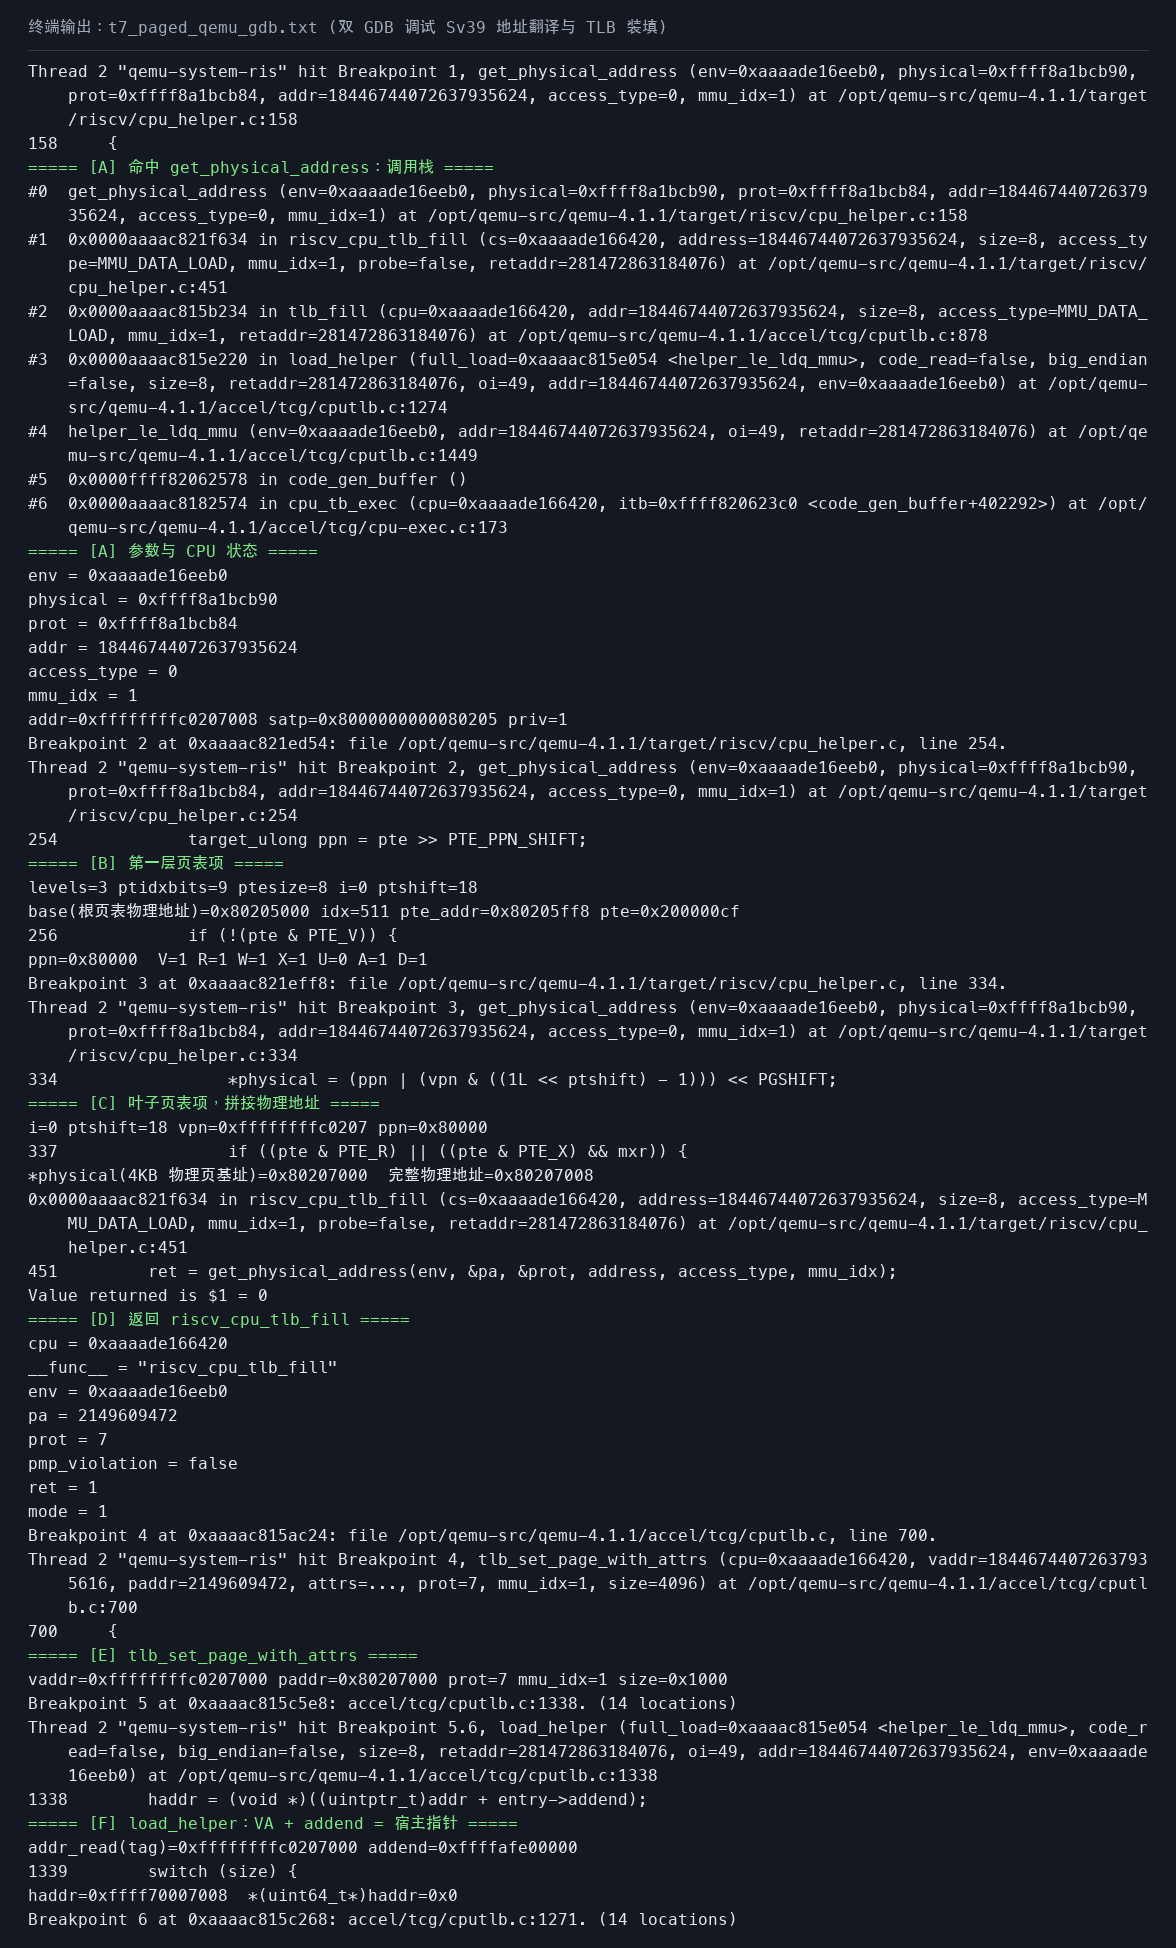 终端输出：t7_paged_qemu_gdb.txt (双 GDB 调试 Sv39 地址翻译与 TLB 装填)
Thread 2 "qemu-system-ris" hit Breakpoint 1, get_physical_address (env=0xaaaade16eeb0, physical=0xffff8a1bcb90,
prot=0xffff8a1bcb84, addr=18446744072637935624, access_type=0, mmu_idx=1) at /opt/qemu-src/qemu-4.1.1/target
/riscv/cpu_helper.c:158
158     {
===== [A] 命中 get_physical_address：调用栈 =====
#0  get_physical_address (env=0xaaaade16eeb0, physical=0xffff8a1bcb90, prot=0xffff8a1bcb84, addr=184467440726379
35624, access_type=0, mmu_idx=1) at /opt/qemu-src/qemu-4.1.1/target/riscv/cpu_helper.c:158
#1  0x0000aaaac821f634 in riscv_cpu_tlb_fill (cs=0xaaaade166420, address=18446744072637935624, size=8, access_ty
pe=MMU_DATA_LOAD, mmu_idx=1, probe=false, retaddr=281472863184076) at /opt/qemu-src/qemu-4.1.1/target/riscv/
cpu_helper.c:451
#2  0x0000aaaac815b234 in tlb_fill (cpu=0xaaaade166420, addr=18446744072637935624, size=8, access_type=MMU_DATA_
LOAD, mmu_idx=1, retaddr=281472863184076) at /opt/qemu-src/qemu-4.1.1/accel/tcg/cputlb.c:878
#3  0x0000aaaac815e220 in load_helper (full_load=0xaaaac815e054 <helper_le_ldq_mmu>, code_read=false, big_endian
=false, size=8, retaddr=281472863184076, oi=49, addr=18446744072637935624, env=0xaaaade16eeb0) at /opt/qemu-
src/qemu-4.1.1/accel/tcg/cputlb.c:1274
#4  helper_le_ldq_mmu (env=0xaaaade16eeb0, addr=18446744072637935624, oi=49, retaddr=281472863184076) at /opt/qe
mu-src/qemu-4.1.1/accel/tcg/cputlb.c:1449
#5  0x0000ffff82062578 in code_gen_buffer ()
#6  0x0000aaaac8182574 in cpu_tb_exec (cpu=0xaaaade166420, itb=0xffff820623c0 <code_gen_buffer+402292>) at /opt/
qemu-src/qemu-4.1.1/accel/tcg/cpu-exec.c:173
===== [A] 参数与 CPU 状态 =====
env = 0xaaaade16eeb0
physical = 0xffff8a1bcb90
prot = 0xffff8a1bcb84
addr = 18446744072637935624
access_type = 0
mmu_idx = 1
addr=0xffffffffc0207008 satp=0x8000000000080205 priv=1
Breakpoint 2 at 0xaaaac821ed54: file /opt/qemu-src/qemu-4.1.1/target/riscv/cpu_helper.c, line 254.
Thread 2 "qemu-system-ris" hit Breakpoint 2, get_physical_address (env=0xaaaade16eeb0, physical=0xffff8a1bcb90,
prot=0xffff8a1bcb84, addr=18446744072637935624, access_type=0, mmu_idx=1) at /opt/qemu-src/qemu-4.1.1/target
/riscv/cpu_helper.c:254
254             target_ulong ppn = pte >> PTE_PPN_SHIFT;
===== [B] 第一层页表项 =====
levels=3 ptidxbits=9 ptesize=8 i=0 ptshift=18
base(根页表物理地址)=0x80205000 idx=511 pte_addr=0x80205ff8 pte=0x200000cf
256             if (!(pte & PTE_V)) {
ppn=0x80000  V=1 R=1 W=1 X=1 U=0 A=1 D=1
Breakpoint 3 at 0xaaaac821eff8: file /opt/qemu-src/qemu-4.1.1/target/riscv/cpu_helper.c, line 334.
Thread 2 "qemu-system-ris" hit Breakpoint 3, get_physical_address (env=0xaaaade16eeb0, physical=0xffff8a1bcb90,
prot=0xffff8a1bcb84, addr=18446744072637935624, access_type=0, mmu_idx=1) at /opt/qemu-src/qemu-4.1.1/target
/riscv/cpu_helper.c:334
334                 *physical = (ppn | (vpn & ((1L << ptshift) - 1))) << PGSHIFT;
===== [C] 叶子页表项，拼接物理地址 =====
i=0 ptshift=18 vpn=0xffffffffc0207 ppn=0x80000
337                 if ((pte & PTE_R) || ((pte & PTE_X) && mxr)) {
*physical(4KB 物理页基址)=0x80207000  完整物理地址=0x80207008
0x0000aaaac821f634 in riscv_cpu_tlb_fill (cs=0xaaaade166420, address=18446744072637935624, size=8, access_type=M
MU_DATA_LOAD, mmu_idx=1, probe=false, retaddr=281472863184076) at /opt/qemu-src/qemu-4.1.1/target/riscv/cpu_
helper.c:451
451         ret = get_physical_address(env, &pa, &prot, address, access_type, mmu_idx);
Value returned is $1 = 0
===== [D] 返回 riscv_cpu_tlb_fill =====
cpu = 0xaaaade166420
__func__ = "riscv_cpu_tlb_fill"
env = 0xaaaade16eeb0
pa = 2149609472
prot = 7
pmp_violation = false
ret = 1
mode = 1
Breakpoint 4 at 0xaaaac815ac24: file /opt/qemu-src/qemu-4.1.1/accel/tcg/cputlb.c, line 700.
Thread 2 "qemu-system-ris" hit Breakpoint 4, tlb_set_page_with_attrs (cpu=0xaaaade166420, vaddr=1844674407263793
5616, paddr=2149609472, attrs=..., prot=7, mmu_idx=1, size=4096) at /opt/qemu-src/qemu-4.1.1/accel/tcg/cputl
b.c:700
700     {
===== [E] tlb_set_page_with_attrs =====
vaddr=0xffffffffc0207000 paddr=0x80207000 prot=7 mmu_idx=1 size=0x1000
Breakpoint 5 at 0xaaaac815c5e8: accel/tcg/cputlb.c:1338. (14 locations)
Thread 2 "qemu-system-ris" hit Breakpoint 5.6, load_helper (full_load=0xaaaac815e054 <helper_le_ldq_mmu>, code_r
ead=false, big_endian=false, size=8, retaddr=281472863184076, oi=49, addr=18446744072637935624, env=0xaaaade
16eeb0) at /opt/qemu-src/qemu-4.1.1/accel/tcg/cputlb.c:1338
1338        haddr = (void *)((uintptr_t)addr + entry->addend);
===== [F] load_helper：VA + addend = 宿主指针 =====
addr_read(tag)=0xffffffffc0207000 addend=0xffffafe00000
1339        switch (size) {
haddr=0xffff70007008  *(uint64_t*)haddr=0x0
Breakpoint 6 at 0xaaaac815c268: accel/tcg/cputlb.c:1271. (14 locations)